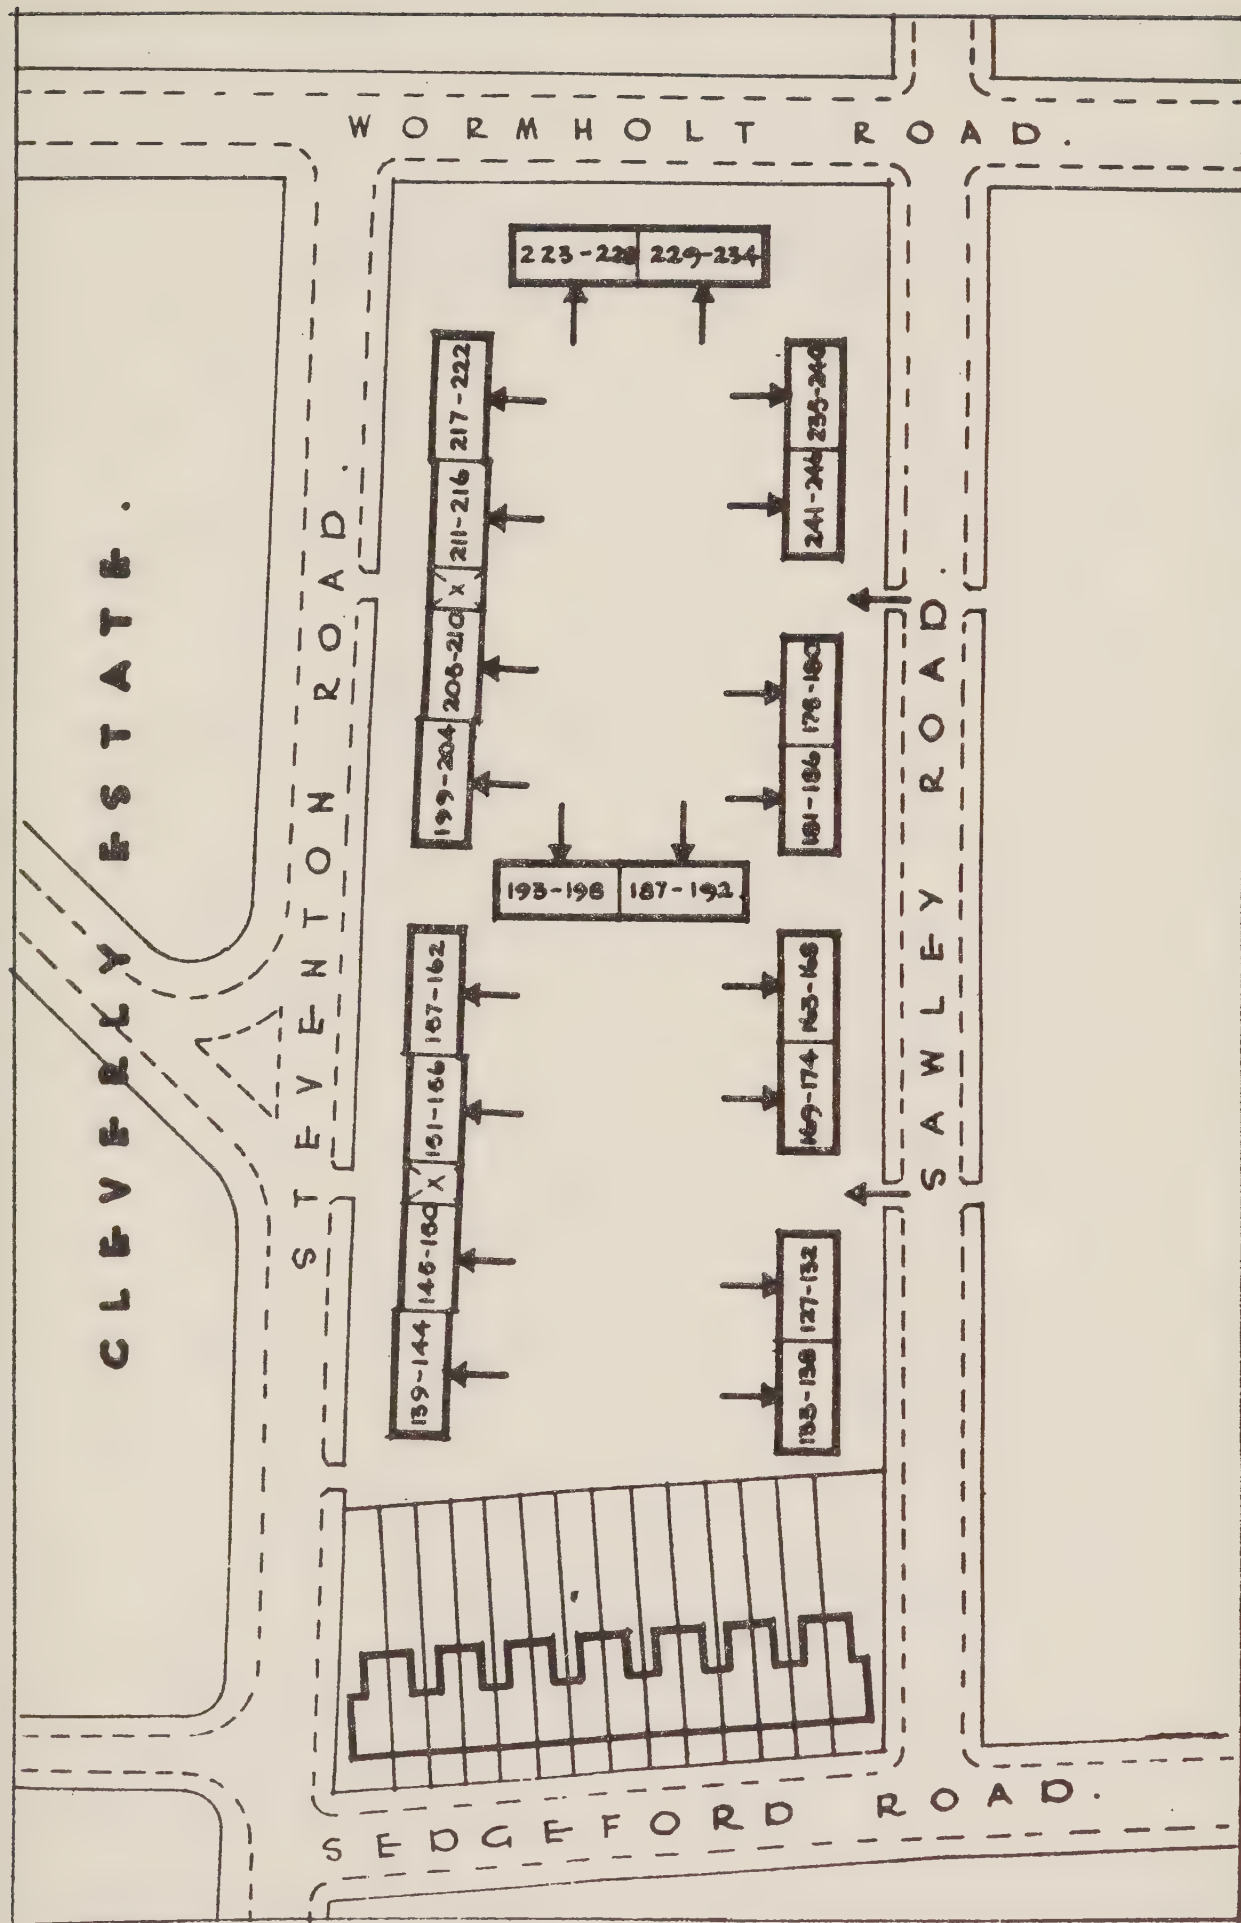 WORMHOLT ROAD.
223-228 229-234
217-222
235-240
211-216
241-246
X
205-210
175-180
199-204
181-186
193-198 187-192
157-162
163-168
151-156
169-174
X
145-150
127-132
139-144
133-138
CLEVERLY ESTATE.
STEVENTON ROAD.
SAWLEY ROAD.
SEDGEFORD ROAD.